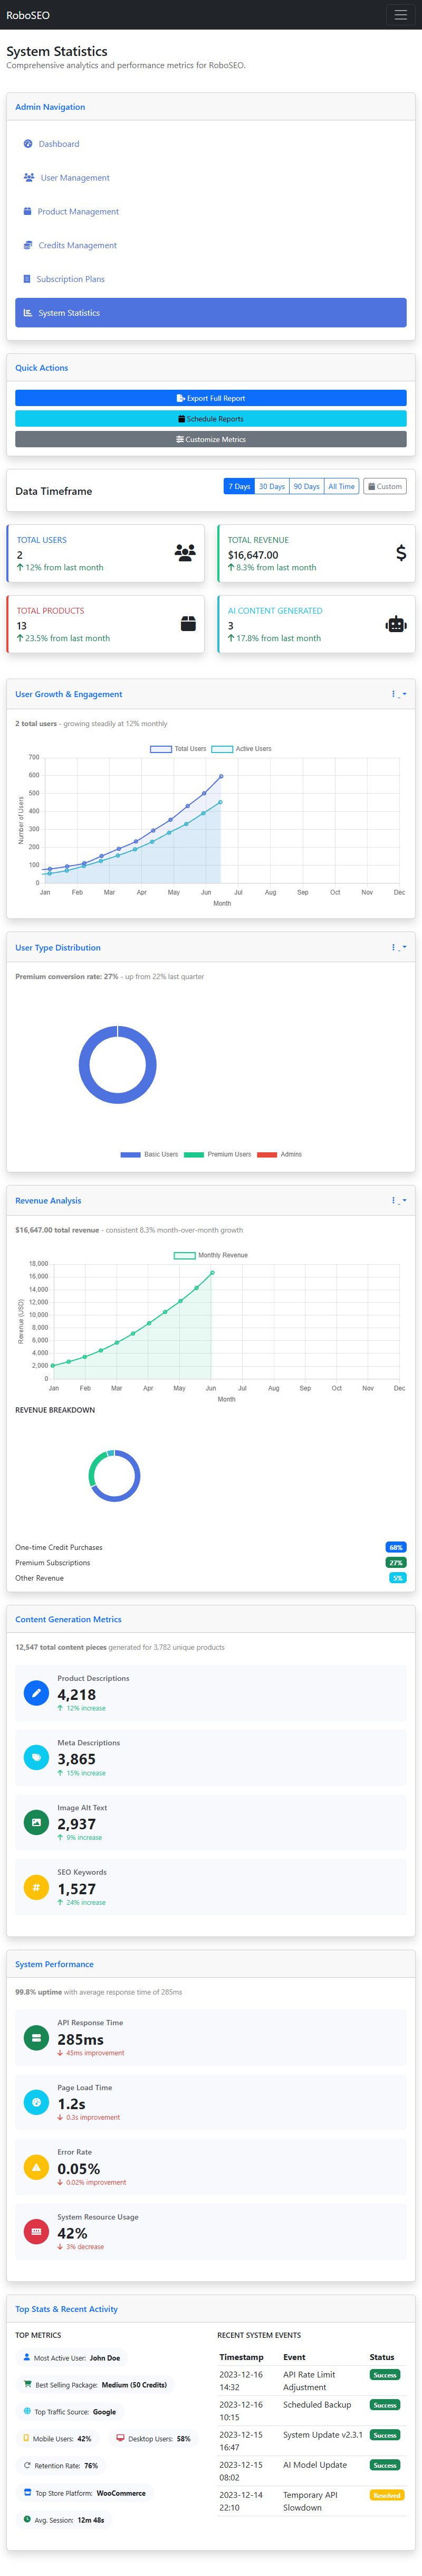 RoboSEO
System Statistics
Comprehensive analytics and performance metrics for RoboSEO.
Admin Navigation
Dashboard
User Management
Product Management
Credits Management
Subscription Plans
System Statistics
Quick Actions
Export Full Report
Schedule Reports
Customize Metrics
Data Timeframe
7 Days 30 Days 90 Days All Time Custom
TOTAL USERS
2
12% from last month
TOTAL REVENUE
$16,647.00
8.3% from last month
TOTAL PRODUCTS
13
23.5% from last month
AI CONTENT GENERATED
3
17.8% from last month
User Growth & Engagement
2 total users - growing steadily at 12% monthly
Total Users Active Users
700
600
500
400
300
200
100
0
Number of Users
Jan Feb Mar Apr May Jun Jul Aug Sep Oct Nov Dec
Month
User Type Distribution
Premium conversion rate: 27% - up from 22% last quarter
Basic Users Premium Users Admins
Revenue Analysis
$16,647.00 total revenue - consistent 8.3% month-over-month growth
Monthly Revenue
18,000
16,000
14,000
12,000
10,000
8,000
6,000
4,000
2,000
0
Revenue (USD)
Jan Feb Mar Apr May Jun Jul Aug Sep Oct Nov Dec
Month
REVENUE BREAKDOWN
One-time Credit Purchases 68%
Premium Subscriptions 27%
Other Revenue 5%
Content Generation Metrics
12,547 total content pieces generated for 3,782 unique products
Product Descriptions
4,218
12% increase
Meta Descriptions
3,865
15% increase
Image Alt Text
2,937
9% increase
SEO Keywords
1,527
24% increase
System Performance
99.8% uptime with average response time of 285ms
API Response Time
285ms
45ms improvement
Page Load Time
1.2s
0.3s improvement
Error Rate
0.05%
0.02% improvement
System Resource Usage
42%
3% decrease
Top Stats & Recent Activity
TOP METRICS
Most Active User: John Doe
Best Selling Package: Medium (50 Credits)
Top Traffic Source: Google
Mobile Users: 42% Desktop Users: 58%
Retention Rate: 76%
Top Store Platform: WooCommerce
Avg. Session: 12m 48s
RECENT SYSTEM EVENTS
Timestamp Event Status
2023-12-16 API Rate Limit Success
14:32 Adjustment
2023-12-16 Scheduled Backup Success
10:15
2023-12-15 System Update v2.3.1 Success
16:47
2023-12-15 AI Model Update Success
08:02
2023-12-14 Temporary API Resolved
22:10 Slowdown